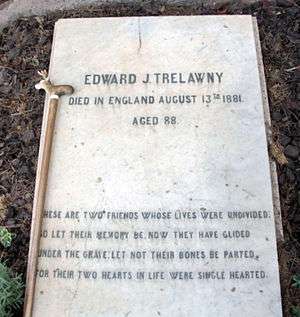 EDWARD J. TRELAWNY
DIED IN ENGLAND AUGUST 13TH 1881.
AGED 88.
THESE ARE TWO FRIENDS WHOSE LIVES WERE UNDIVIDED:
SO LET THEIR MEMORY BE, NOW THEY HAVE GLIDED
UNDER THE GRAVE; LET NOT THEIR BONES BE PARTED,
FOR THEIR TWO HEARTS IN LIFE WERE SINGLE HEARTED.